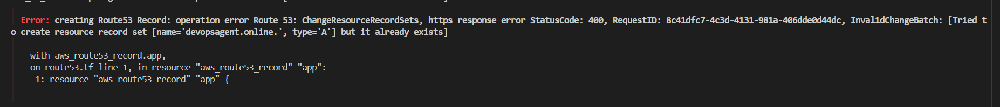 Error: creating Route53 Record: operation error Route 53: ChangeResourceRecordSets, https response error StatusCode: 400, RequestID: 8c41dfc7-4c3d-4131-981a-406dde0d44dc, InvalidChangeBatch: [Tried t
o create resource record set [name='devopsagent.online.', type='A'] but it already exists]
with aws_route53_record.app,
on route53.tf line 1, in resource "aws_route53_record" "app":
1: resource "aws_route53_record" "app" {